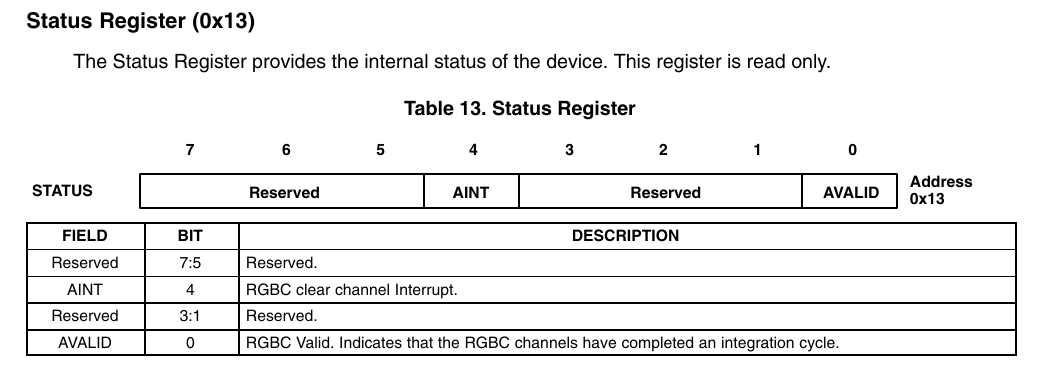 Status Register (0x13)
The Status Register provides the internal status of the device. This register is read only.
Table 13. Status Register
7 6 5 4 3 2 1 0
STATUS Reserved AINT Reserved AVALID Address
0x13
FIELD BIT DESCRIPTION
Reserved 7:5 Reserved.
AINT 4 RGBC clear channel Interrupt.
Reserved 3:1 Reserved.
AVALID 0 RGBC Valid. Indicates that the RGBC channels have completed an integration cycle.